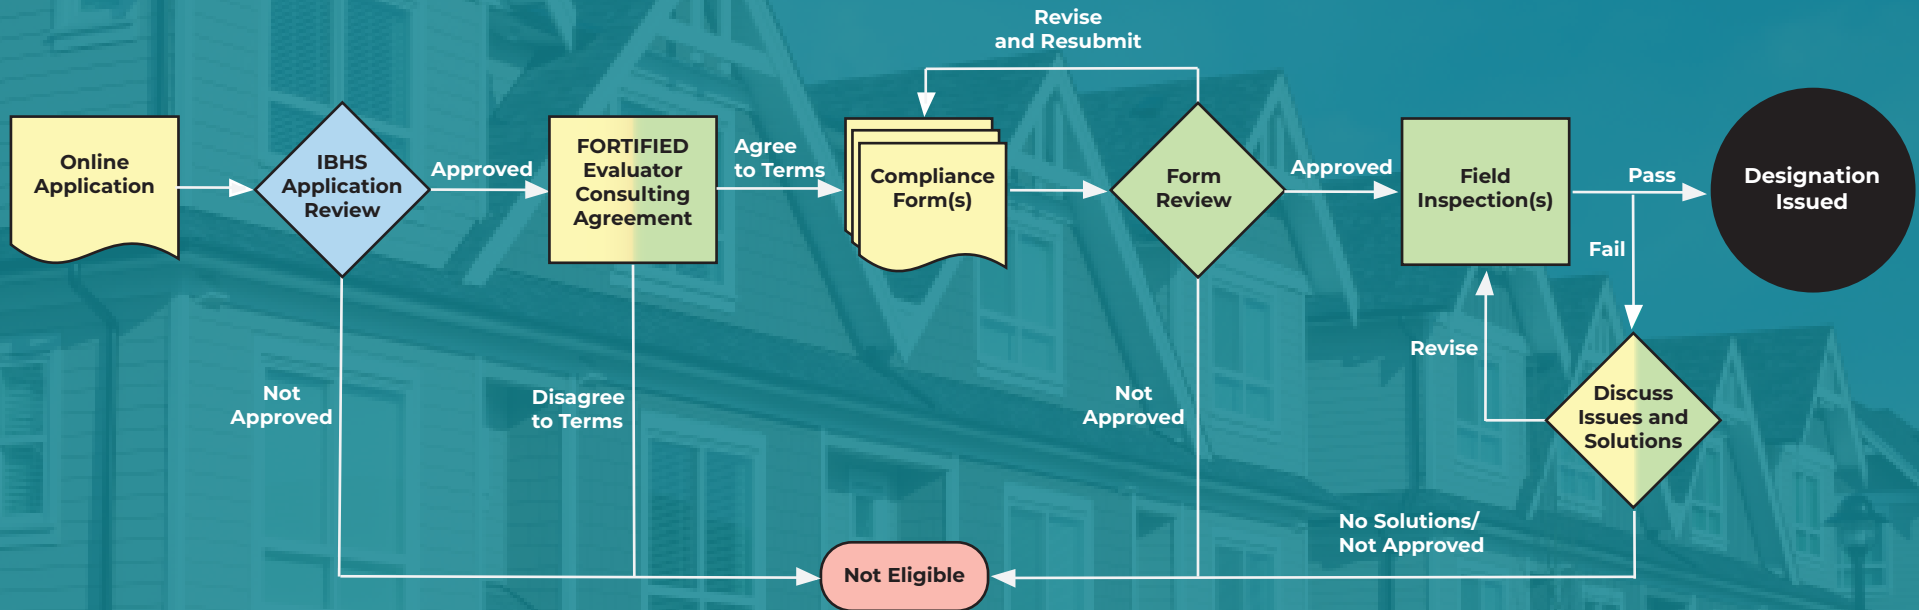 Revise
and Resubmit
Online
Application
IBHS
Application
Review
Approved
FORTIFIED
Evaluator
Consulting
Agreement
Agree
to Terms
Compliance
Form(s)
Form
Review
Approved
Field
Inspection(s)
Pass
Designation
Issued
Fail
Revise
Discuss
Issues and
Solutions
Not
Approved
Disagree
to Terms
Not
Approved
No Solutions/
Not Approved
Not Eligible